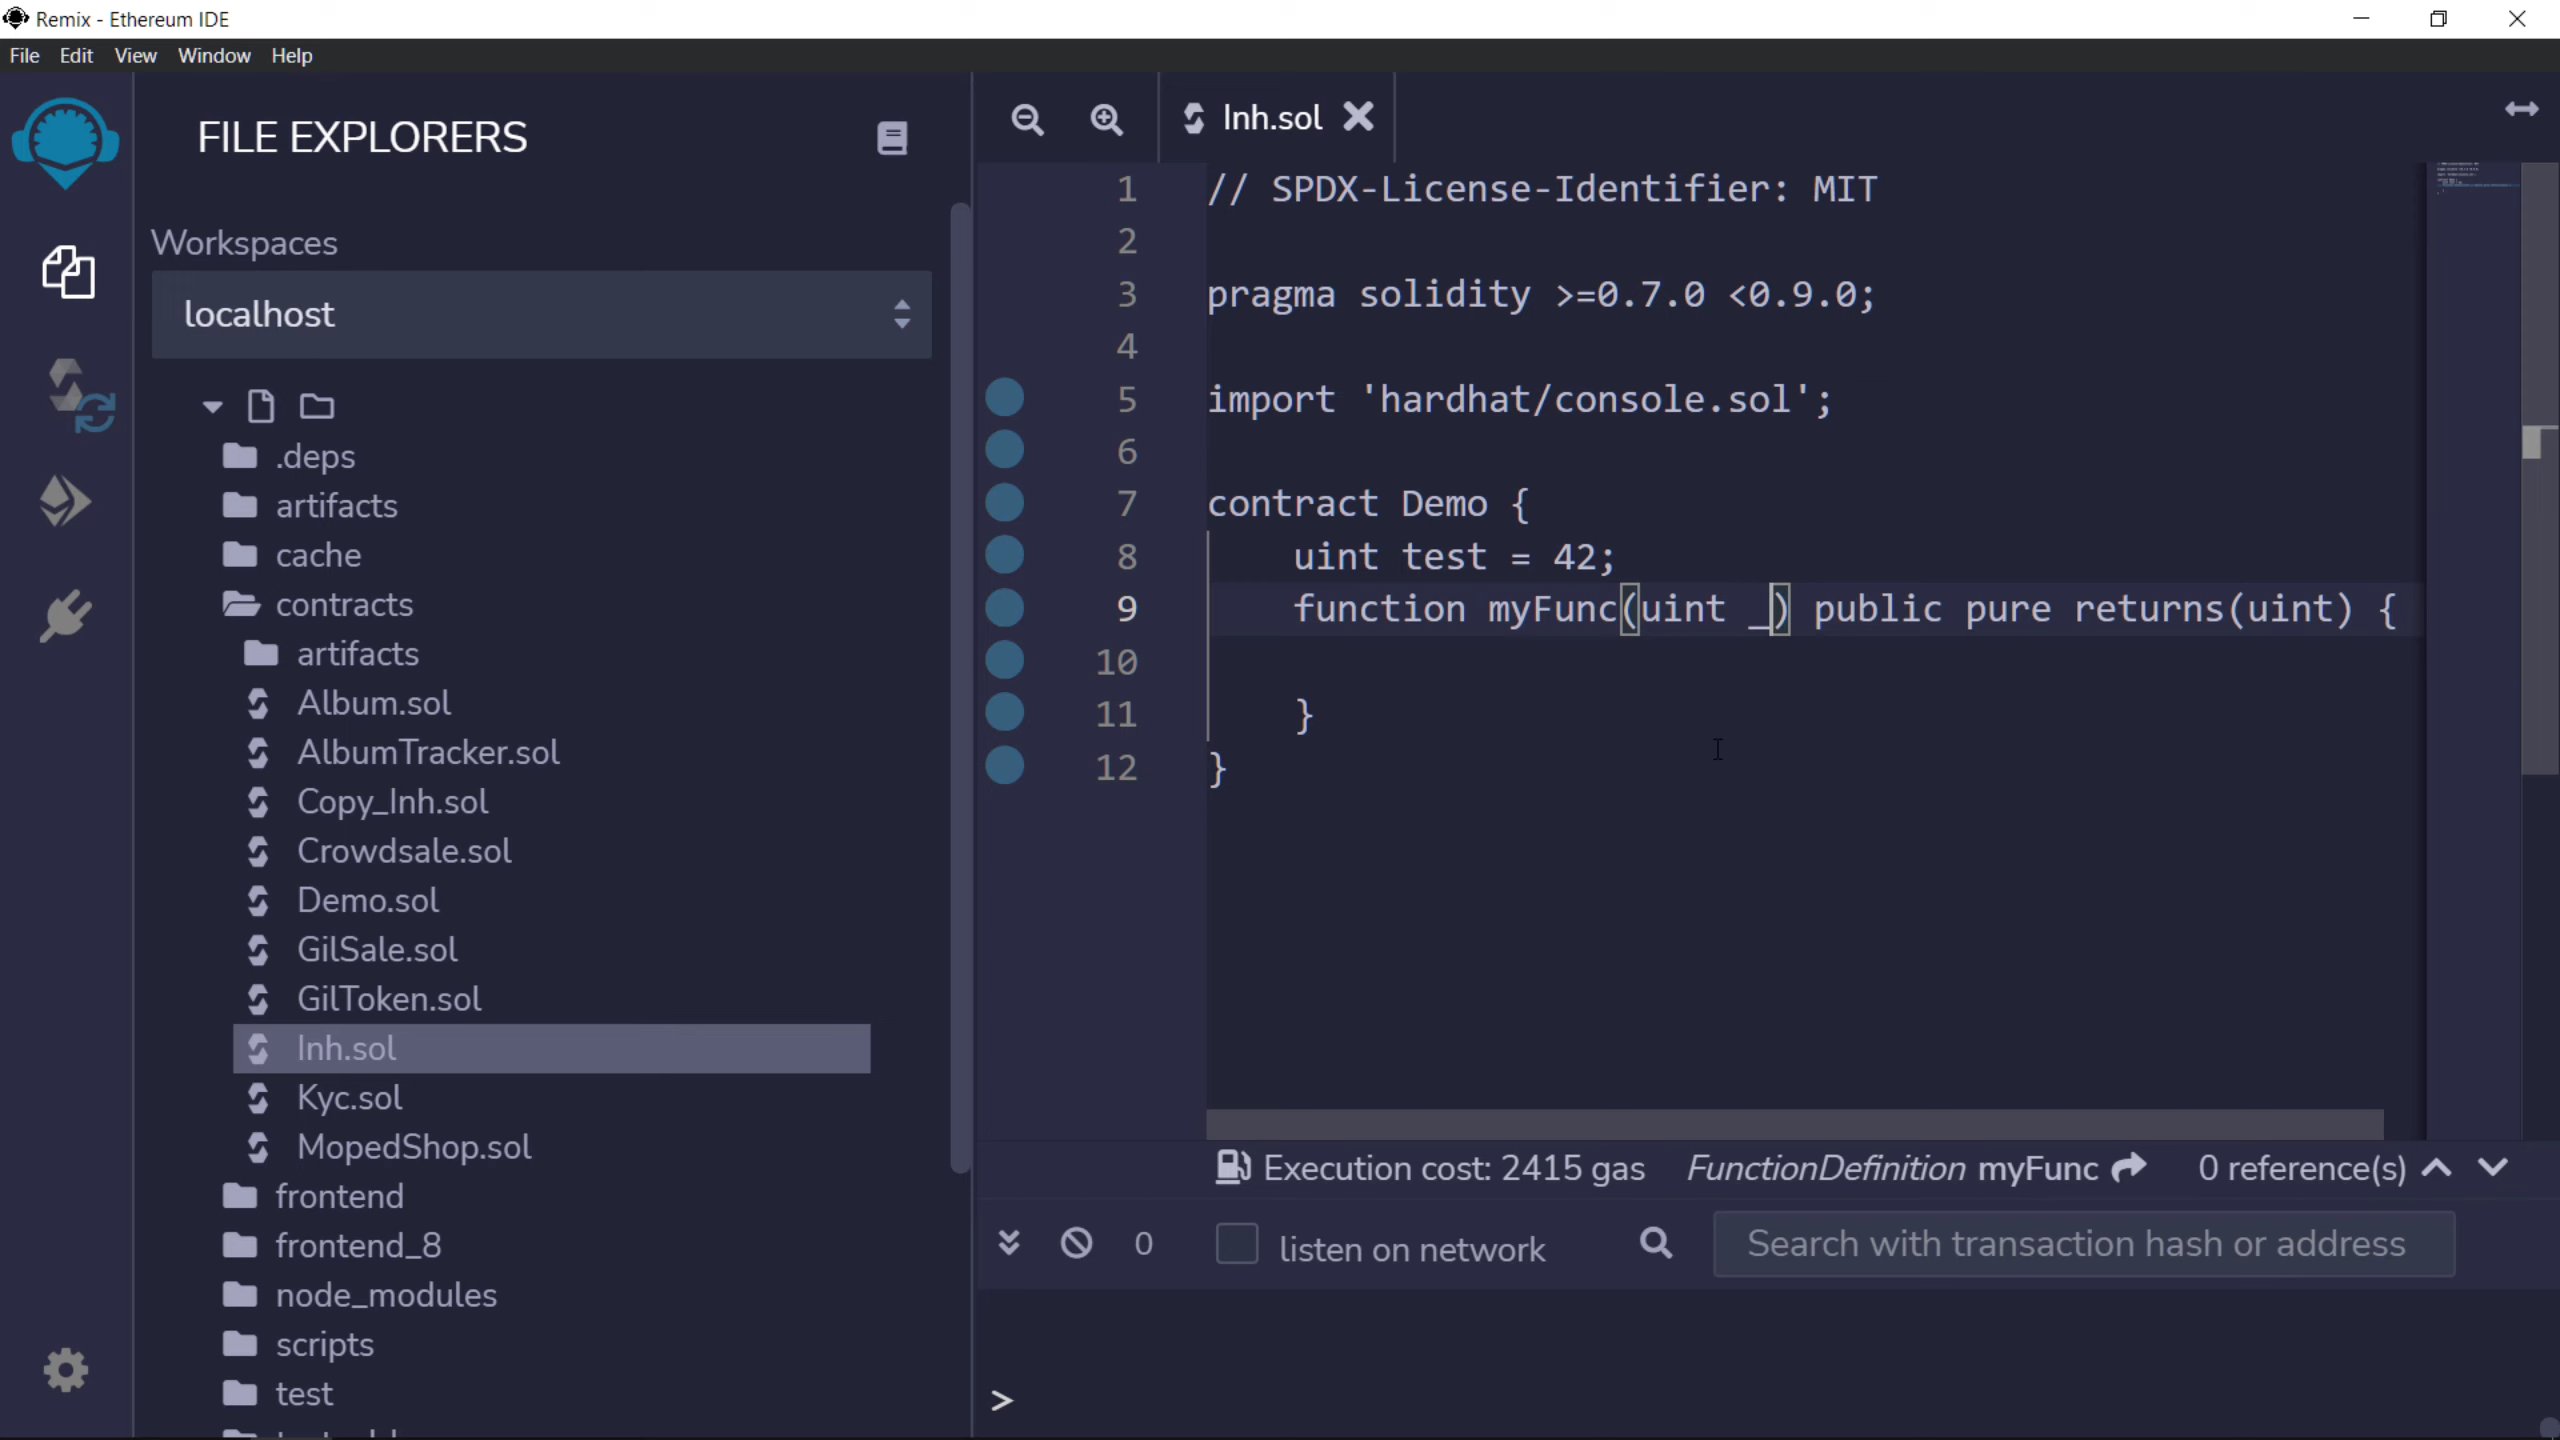 Remix - Ethereum IDE
File Edit View Window Help
FILE EXPLORERS
Workspaces
localhost
.deps
artifacts
cache
contracts
artifacts
Album.sol
AlbumTracker.sol
Copy_Inh.sol
Crowdsale.sol
Demo.sol
GilSale.sol
GilToken.sol
Inh.sol
Kyc.sol
MopedShop.sol
frontend
frontend_8
node_modules
scripts
test
Inh.sol
1 // SPDX-License-Identifier: MIT
2
3 pragma solidity >=0.7.0 <0.9.0;
4
5 import 'hardhat/console.sol';
6
7 contract Demo {
8 uint test = 42;
9 function myFunc(uint _) public pure returns(uint) {
10
11 }
12 }
Execution cost: 2415 gas FunctionDefinition myFunc 0 reference(s)
0 listen on network Search with transaction hash or address
>